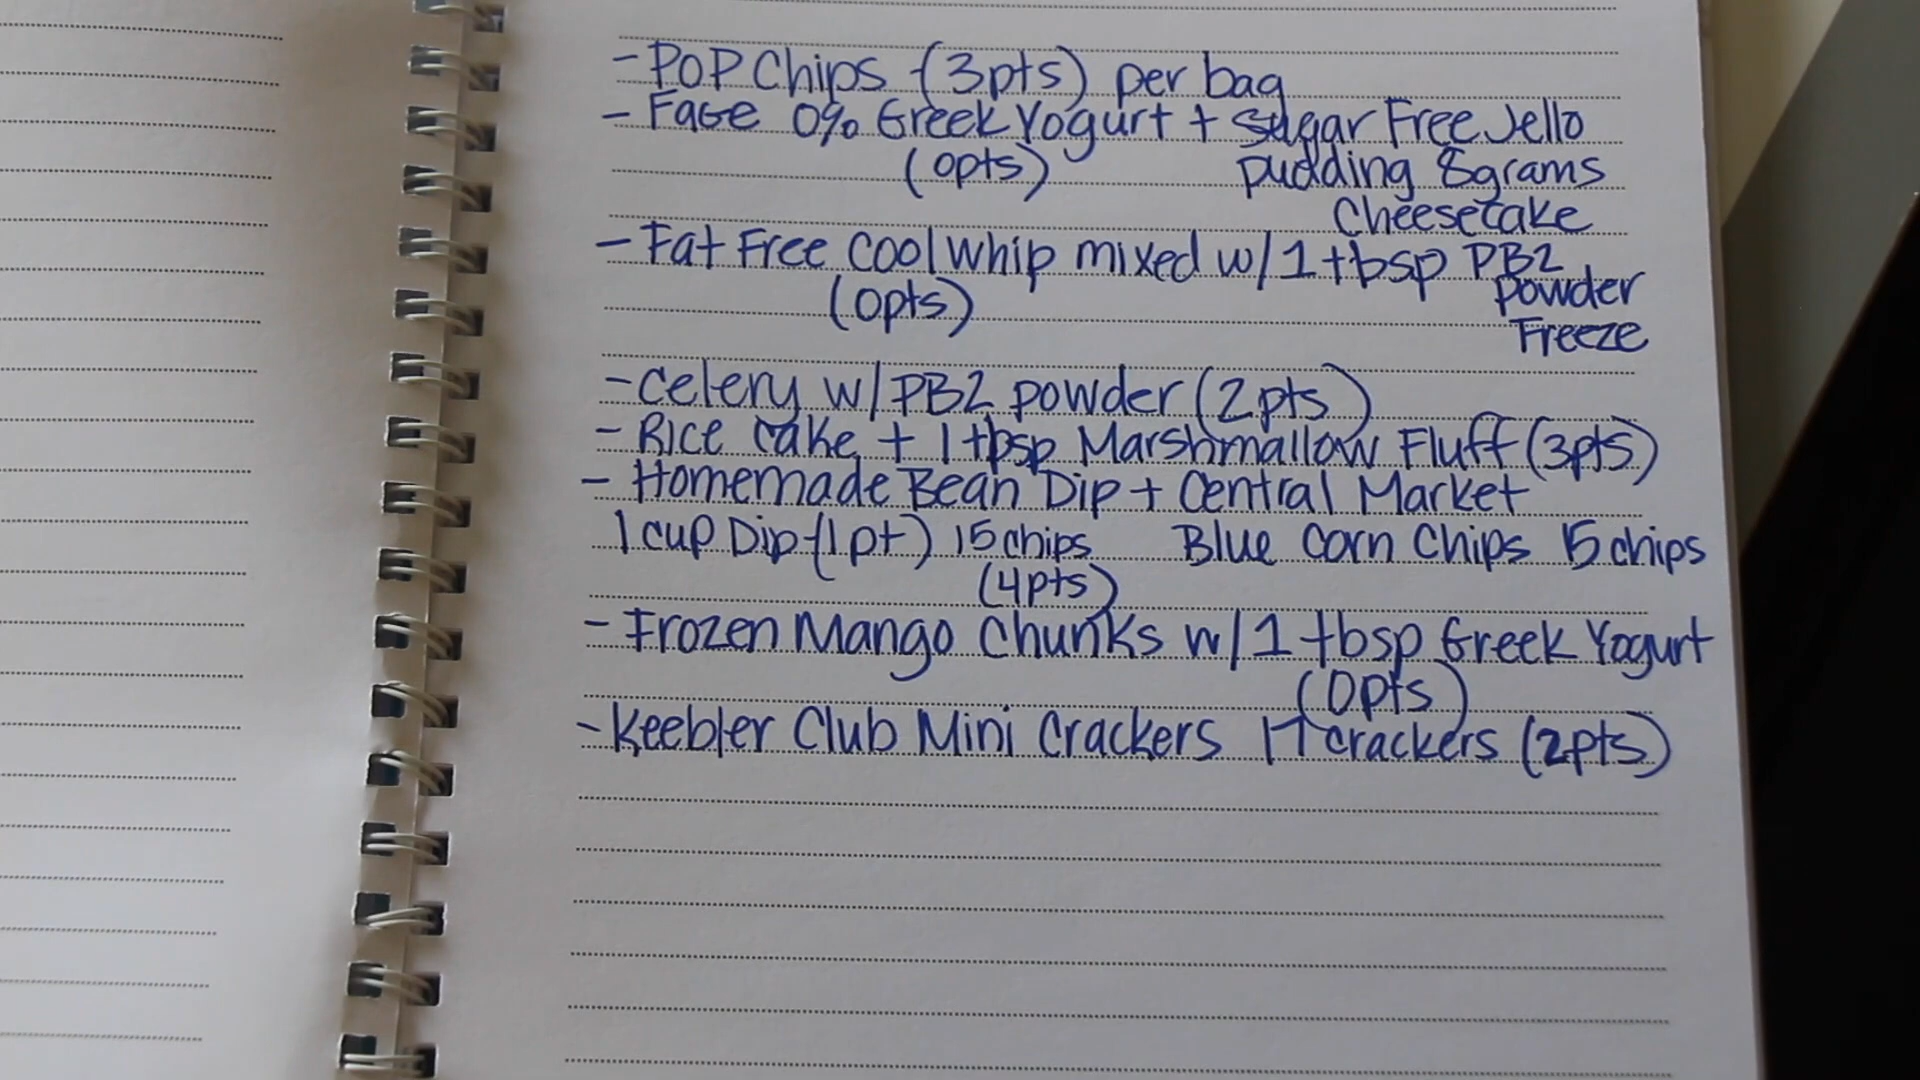 - POP Chips (3pts) per bag
- FaGe 0% Greek Yogurt + Sugar Free Jello
(0pts) pudding 8grams
Cheesecake
- Fat Free Cool Whip mixed w/ 1 tbsp PB2
powder
(0pts)
Freeze
- Celery w/ PB2 powder (2pts)
- Rice Cake + 1 tbsp Marshmallow Fluff (3pts)
- Homemade Bean Dip + Central Market
1 cup Dip (1pt) 15 chips Blue Corn Chips 15 chips
(4pts)
- Frozen Mango Chunks w/ 1 tbsp Greek Yogurt
(0pts)
- Keebler Club Mini Crackers 17 crackers (2pts)